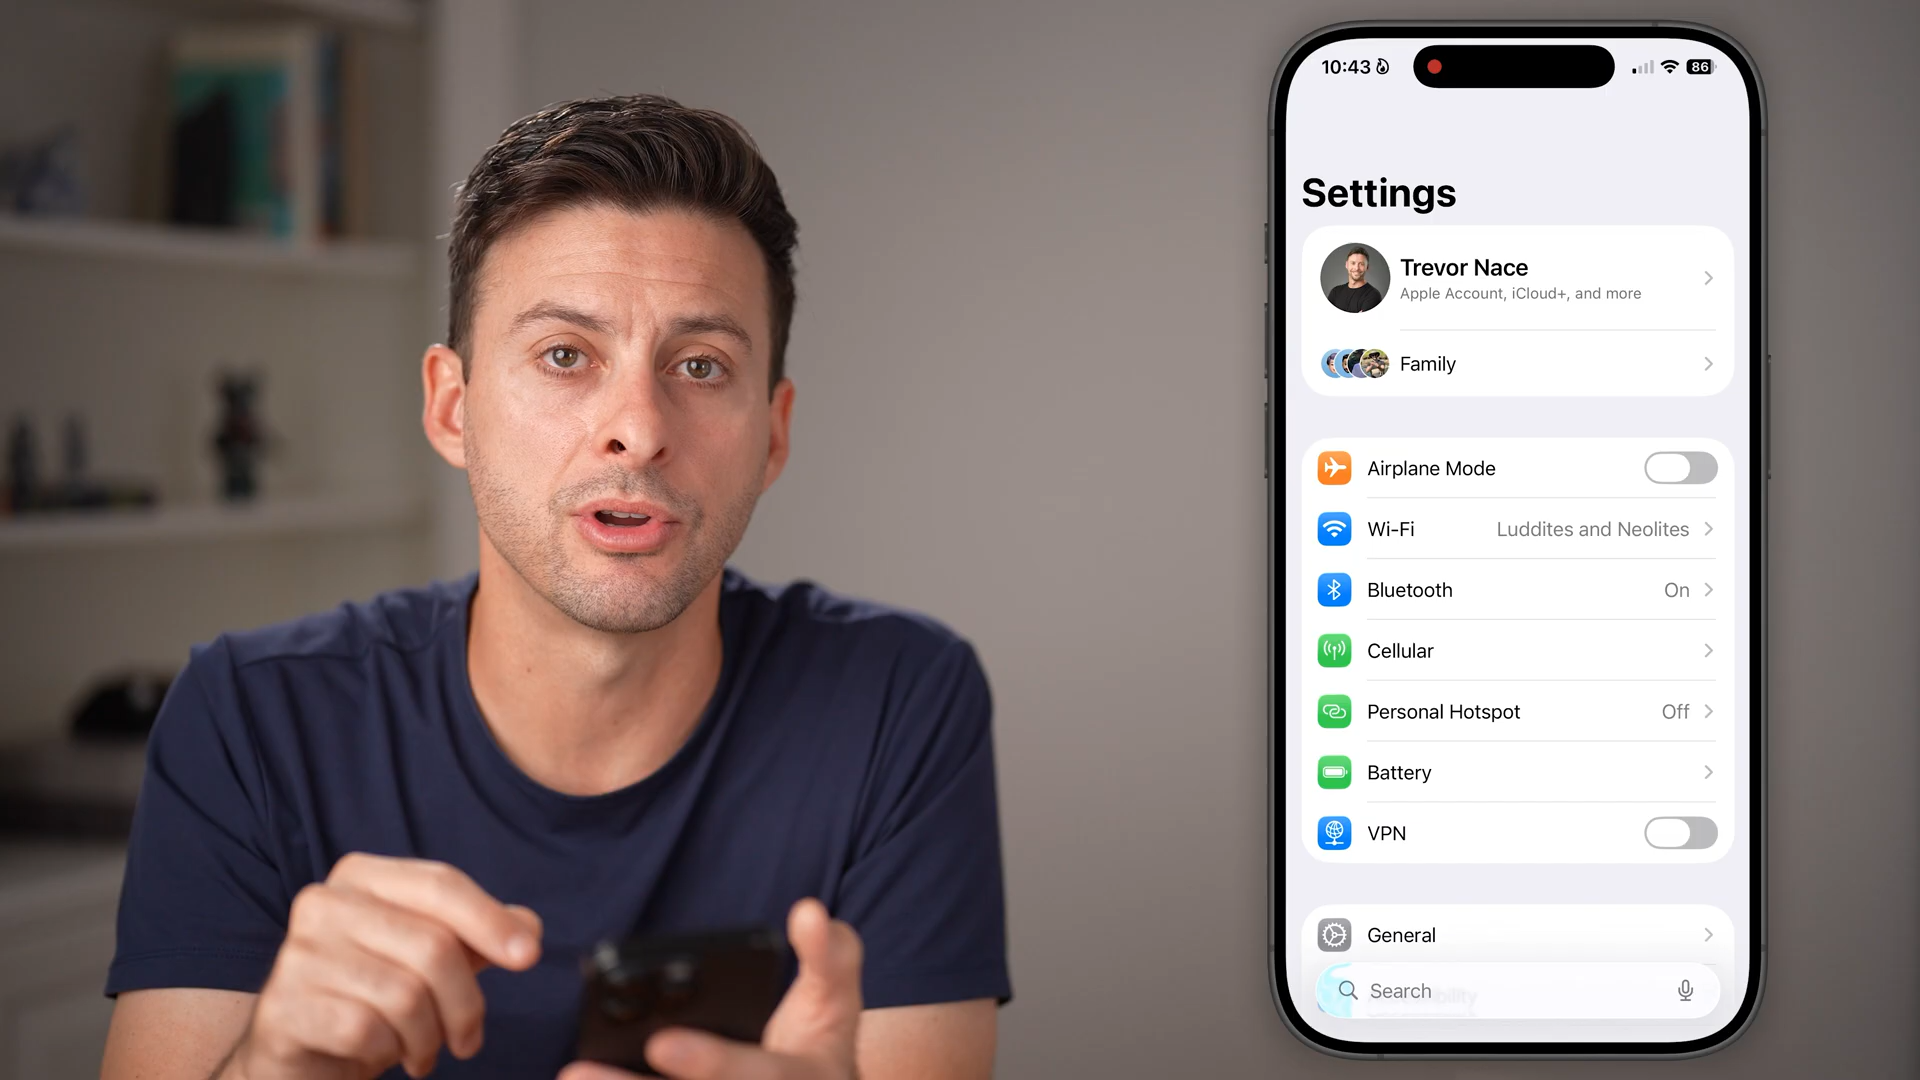 10:43
86
Settings
Trevor Nace
Apple Account, iCloud+, and more
Family
Airplane Mode
Wi-Fi Luddites and Neolites
Bluetooth On
Cellular
Personal Hotspot Off
Battery
VPN
General
Search